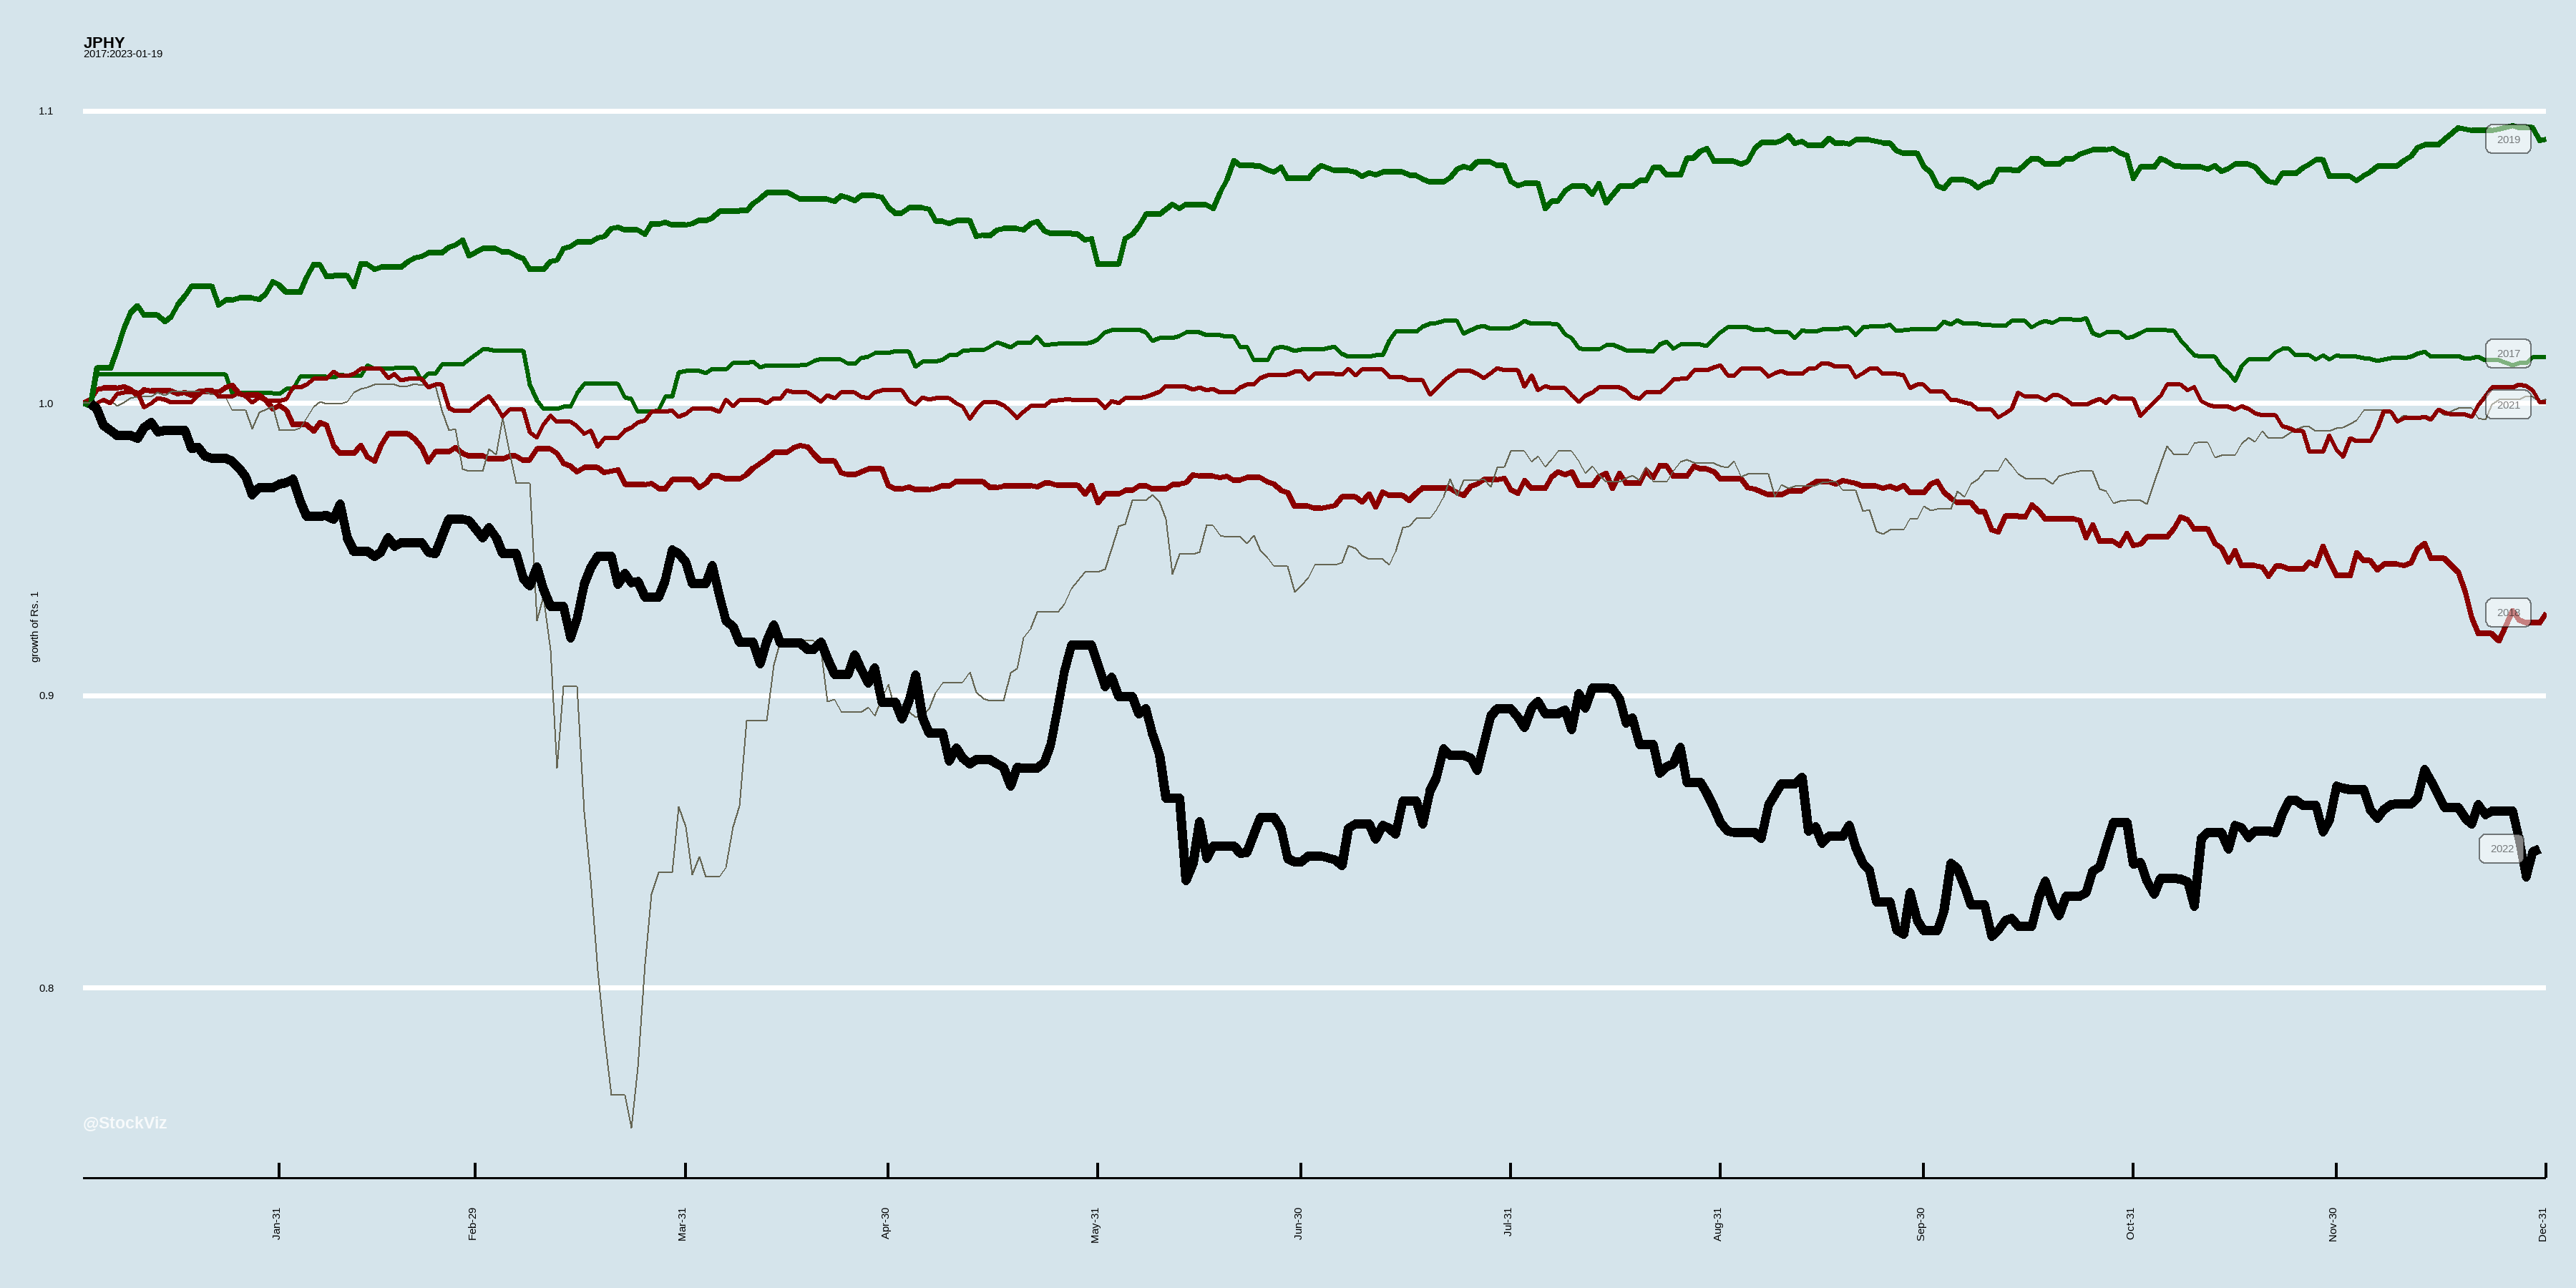 JPHY
2017:2023-01-19
1.1
1.0
0.9
0.8
growth of Rs. 1
2019
2017
2021
2018
2022
@StockViz
Jan-31
Feb-29
Mar-31
Apr-30
May-31
Jun-30
Jul-31
Aug-31
Sep-30
Oct-31
Nov-30
Dec-31